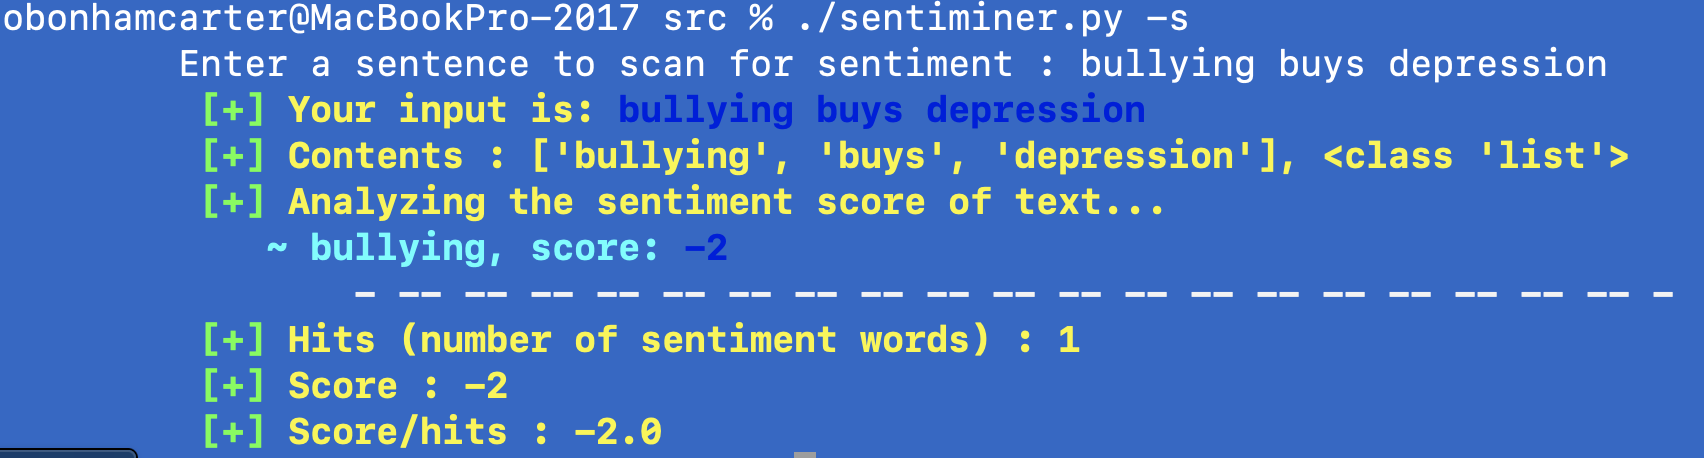 obonhamcarter@MacBookPro-2017 src % ./sentiminer.py -s
Enter a sentence to scan for sentiment : bullying buys depression
[+] Your input is: bullying buys depression
[+] Contents : ['bullying', 'buys', 'depression'], <class 'list'>
[+] Analyzing the sentiment score of text...
~ bullying, score: -2
- -- -- -- -- -- -- -- -- -- -- -- -- -- -- -- -- -- -- -- -
[+] Hits (number of sentiment words) : 1
[+] Score : -2
[+] Score/hits : -2.0